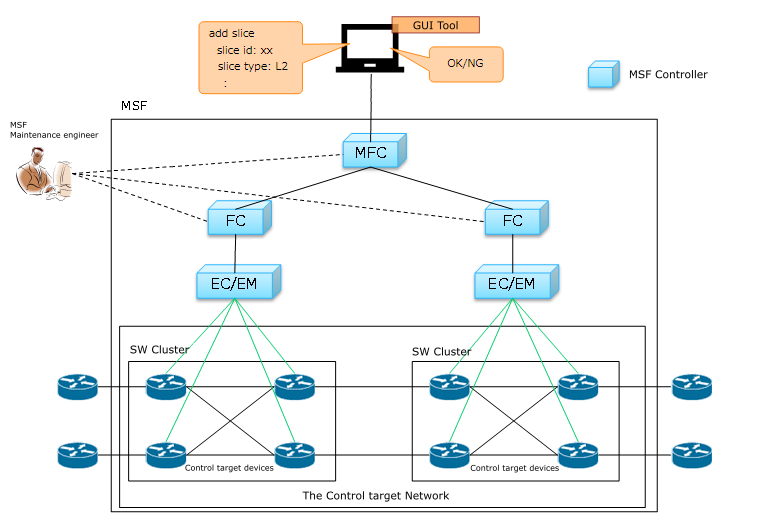 GUI Tool
add slice
slice id: xx
slice type: L2
:
OK/NG
MSF Controller
MSF
MSF
Maintenance engineer
MFC
FC
FC
EC/EM
EC/EM
SW Cluster
SW Cluster
Control target devices
Control target devices
The Control target Network